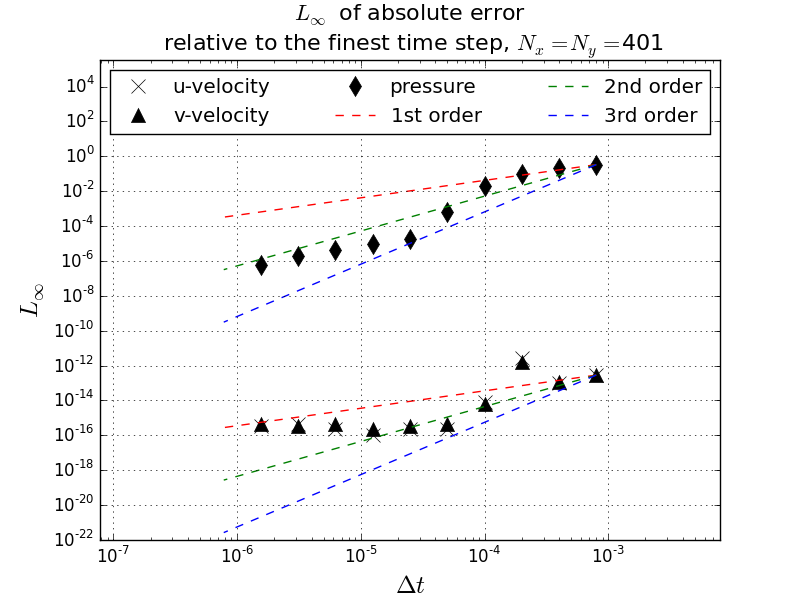 L∞ of absolute error
relative to the finest time step, Nx = Ny = 401
u-velocity pressure 2nd order
v-velocity 1st order 3rd order
10^4
10^2
10^0
10^-2
10^-4
10^-6
10^-8
10^-10
10^-12
10^-14
10^-16
10^-18
10^-20
10^-22
L∞
10^-7 10^-6 10^-5 10^-4 10^-3
Δt